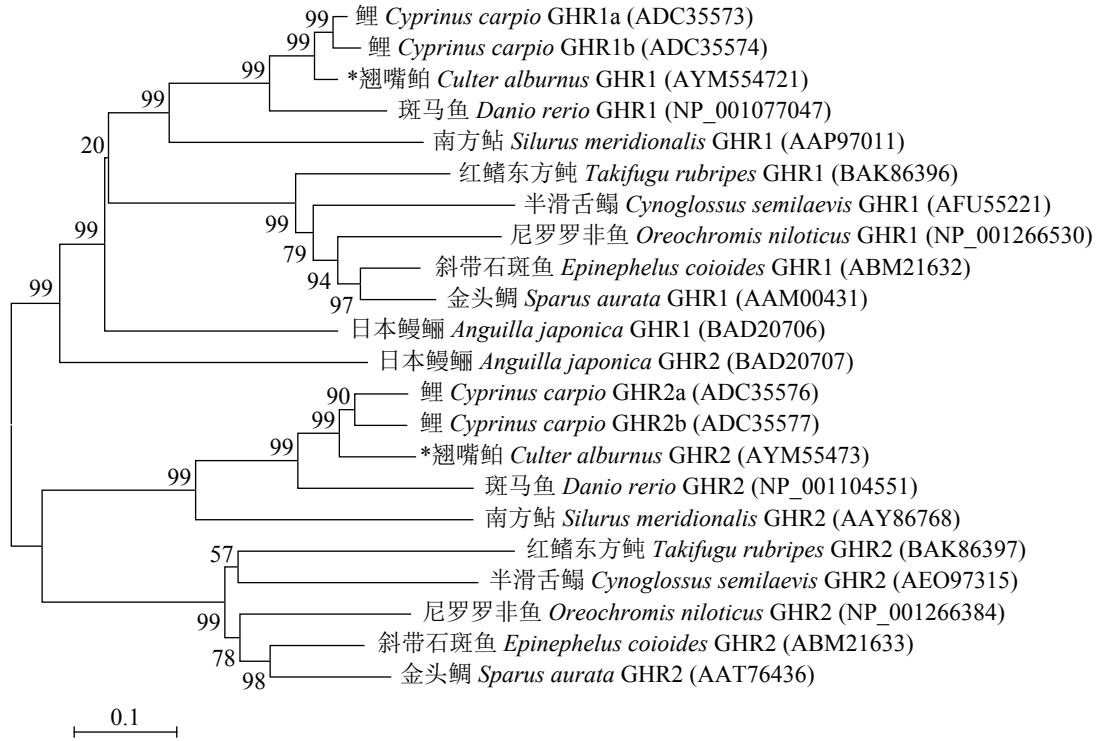 99
鲤 Cyprinus carpio GHR1a (ADC35573)
99
鲤 Cyprinus carpio GHR1b (ADC35574)
99
*翘嘴鲌 Culter alburnus GHR1 (AYM554721)
99
斑马鱼 Danio rerio GHR1 (NP_001077047)
20
南方鲇 Silurus meridionalis GHR1 (AAP97011)
红鳍东方鲀 Takifugu rubripes GHR1 (BAK86396)
99
半滑舌鳎 Cynoglossus semilaevis GHR1 (AFU55221)
99
79
尼罗罗非鱼 Oreochromis niloticus GHR1 (NP_001266530)
94
斜带石斑鱼 Epinephelus coioides GHR1 (ABM21632)
99
97
金头鲷 Sparus aurata GHR1 (AAM00431)
日本鳗鲡 Anguilla japonica GHR1 (BAD20706)
日本鳗鲡 Anguilla japonica GHR2 (BAD20707)
90
鲤 Cyprinus carpio GHR2a (ADC35576)
99
鲤 Cyprinus carpio GHR2b (ADC35577)
99
*翘嘴鲌 Culter alburnus GHR2 (AYM55473)
99
斑马鱼 Danio rerio GHR2 (NP_001104551)
南方鲇 Silurus meridionalis GHR2 (AAY86768)
57
红鳍东方鲀 Takifugu rubripes GHR2 (BAK86397)
半滑舌鳎 Cynoglossus semilaevis GHR2 (AEO97315)
99
尼罗罗非鱼 Oreochromis niloticus GHR2 (NP_001266384)
78
斜带石斑鱼 Epinephelus coioides GHR2 (ABM21633)
98
金头鲷 Sparus aurata GHR2 (AAT76436)
0.1